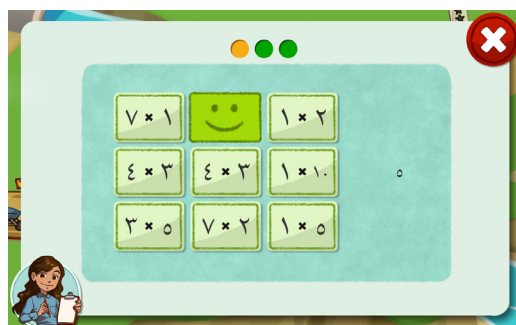 ٧ × ١
١ × ٢
٤ × ٣
٤ × ٣
١ × ١٠
٥
٣ × ٥
٧ × ٢
١ × ٥